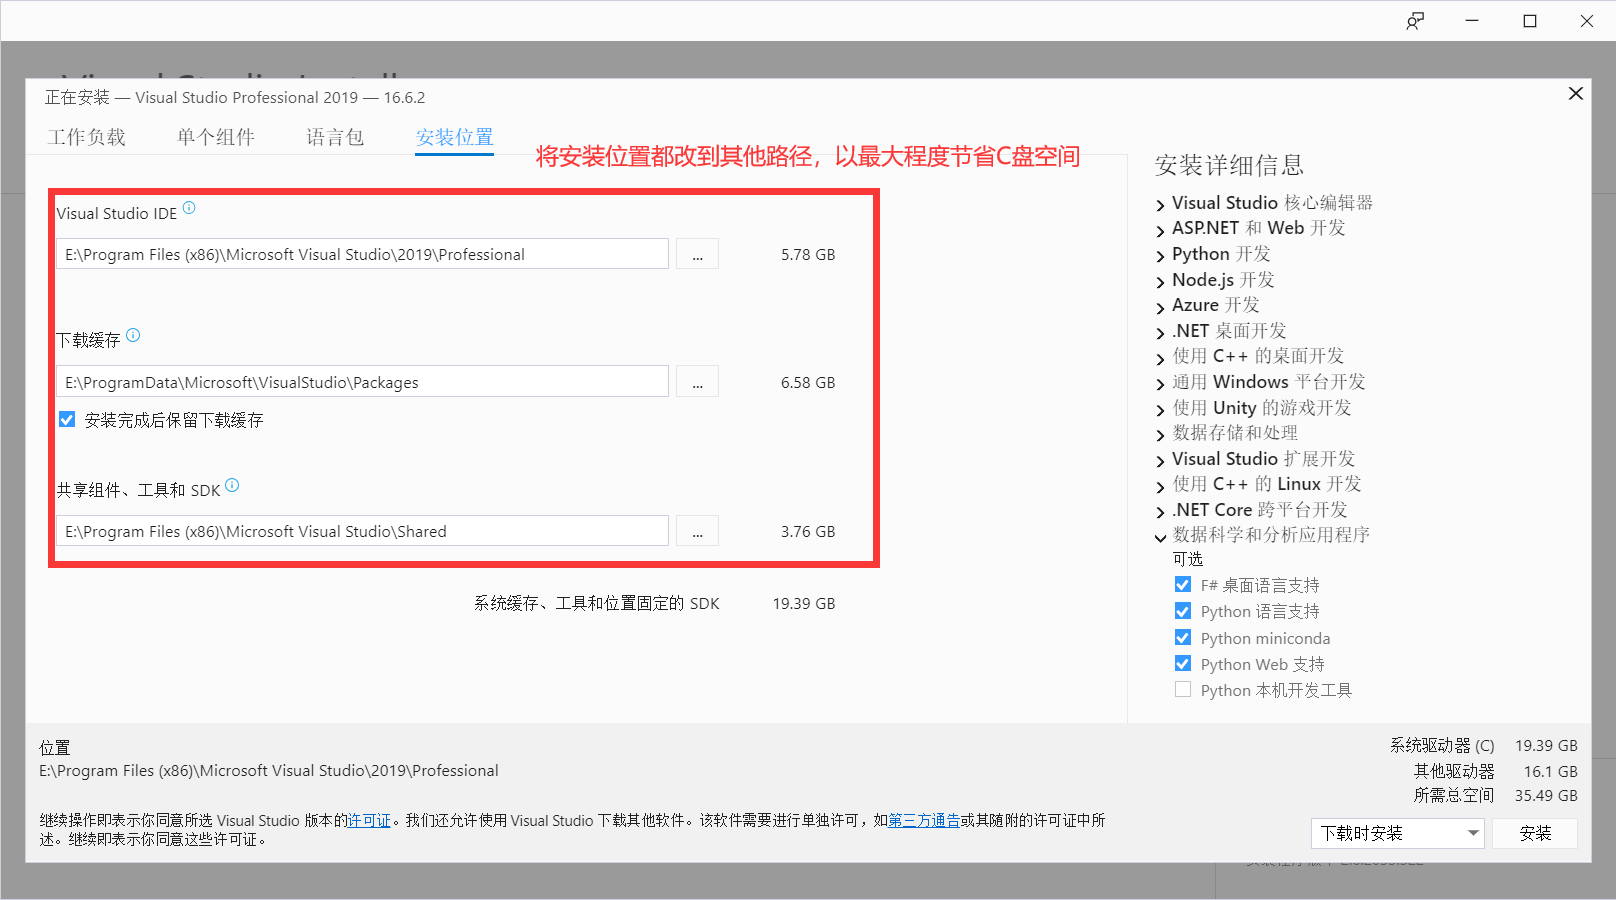 正在安装 — Visual Studio Professional 2019 — 16.6.2
工作负载 单个组件 语言包 安装位置
将安装位置都改到其他路径，以最大程度节省C盘空间
Visual Studio IDE
E:\Program Files (x86)\Microsoft Visual Studio\2019\Professional ... 5.78 GB
下载缓存
E:\ProgramData\Microsoft\VisualStudio\Packages ... 6.58 GB
安装完成后保留下载缓存
共享组件、工具和 SDK
E:\Program Files (x86)\Microsoft Visual Studio\Shared ... 3.76 GB
系统缓存、工具和位置固定的 SDK 19.39 GB
安装详细信息
Visual Studio 核心编辑器
ASP.NET 和 Web 开发
Python 开发
Node.js 开发
Azure 开发
.NET 桌面开发
使用 C++ 的桌面开发
通用 Windows 平台开发
使用 Unity 的游戏开发
数据存储和处理
Visual Studio 扩展开发
使用 C++ 的 Linux 开发
.NET Core 跨平台开发
数据科学和分析应用程序
可选
F# 桌面语言支持
Python 语言支持
Python miniconda
Python Web 支持
Python 本机开发工具
位置
E:\Program Files (x86)\Microsoft Visual Studio\2019\Professional
继续操作即表示你同意所选 Visual Studio 版本的许可证。我们还允许使用 Visual Studio 下载其他软件。该软件需要进行单独许可，如第三方通告或其随附的许可证中所
述。继续即表示你同意这些许可证。
系统驱动器 (C) 19.39 GB
其他驱动器 16.1 GB
所需总空间 35.49 GB
下载时安装 安装